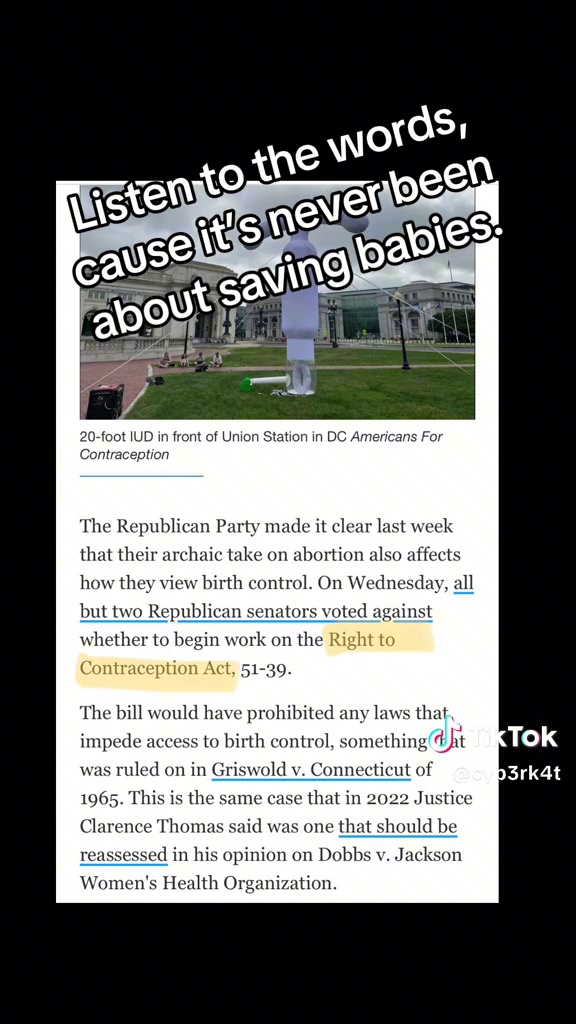 Listen to the words,
cause it's never been
about saving babies.
20-foot IUD in front of Union Station in DC Americans For
Contraception
The Republican Party made it clear last week
that their archaic take on abortion also affects
how they view birth control. On Wednesday, all
but two Republican senators voted against
whether to begin work on the Right to
Contraception Act, 51-39.
The bill would have prohibited any laws that
impede access to birth control, something that
was ruled on in Griswold v. Connecticut of
1965. This is the same case that in 2022 Justice
Clarence Thomas said was one that should be
reassessed in his opinion on Dobbs v. Jackson
Women's Health Organization.
TikTok
@cyb3rk4t